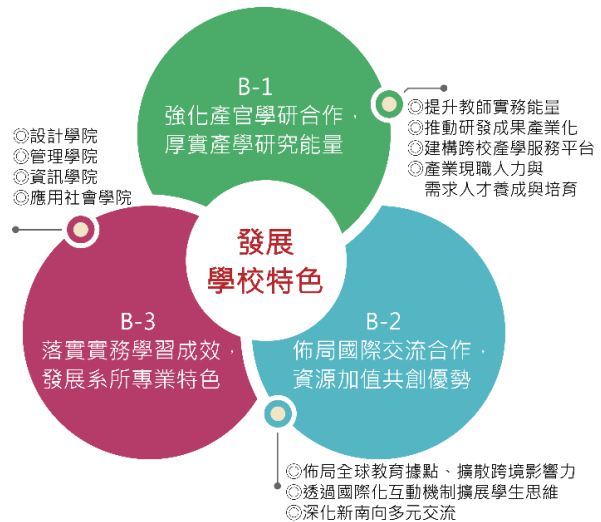 B-1
強化產官學研合作，
厚實產學研究能量
◎提升教師實務能量
◎推動研發成果產業化
◎建構跨校產學服務平台
◎產業現職人力與
需求人才養成與培育
◎設計學院
◎管理學院
◎資訊學院
◎應用社會學院
發展
學校特色
B-3
落實實務學習成效，
發展系所專業特色
B-2
佈局國際交流合作，
資源加值共創優勢
◎佈局全球教育據點、擴散跨境影響力
◎透過國際化互動機制擴展學生思維
◎深化新南向多元交流